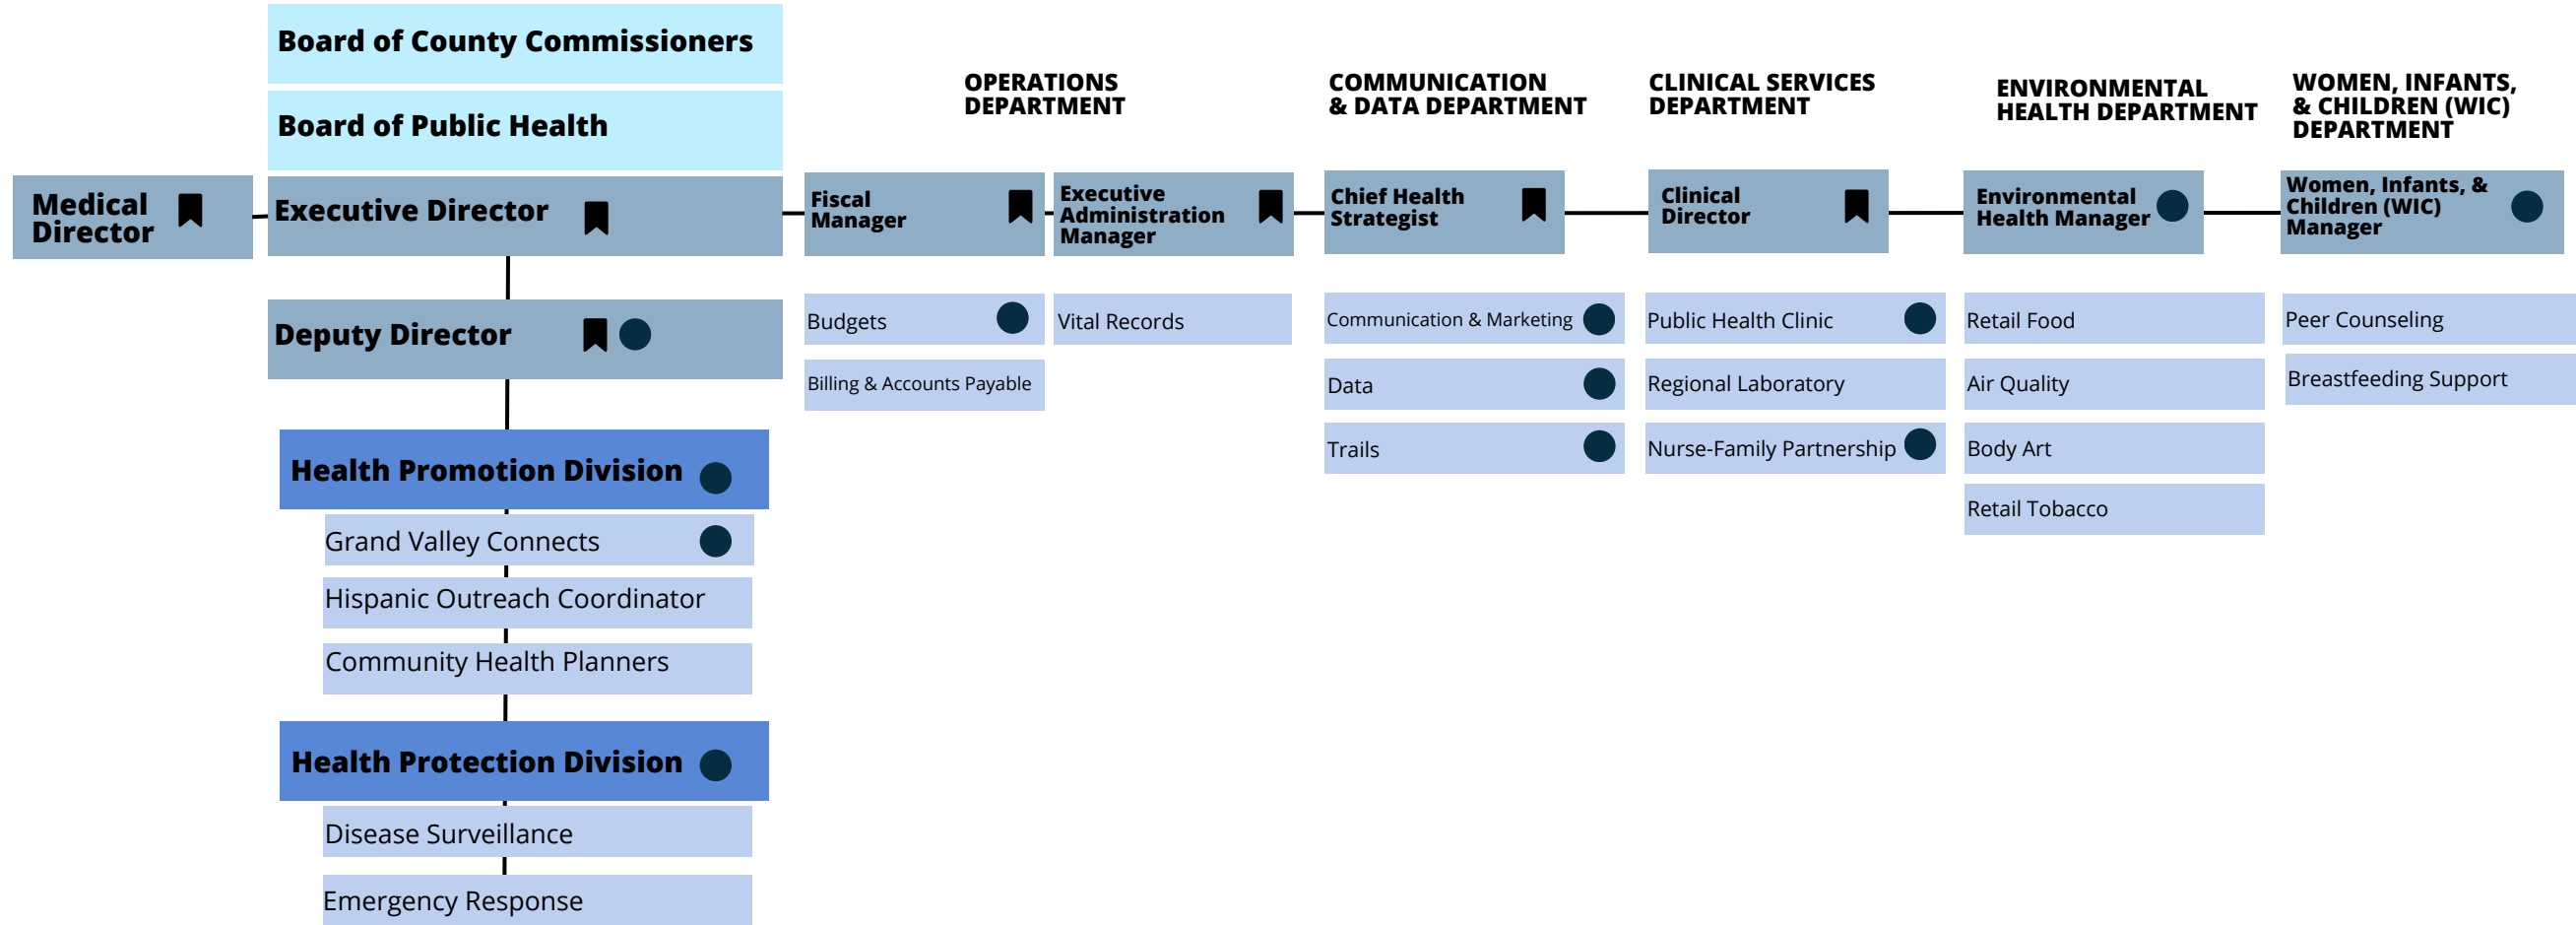 Board of County Commissioners
Board of Public Health
Medical
Director
Executive Director
Deputy Director
Health Promotion Division
Grand Valley Connects
Hispanic Outreach Coordinator
Community Health Planners
Health Protection Division
Disease Surveillance
Emergency Response
OPERATIONS
DEPARTMENT
Fiscal
Manager
Budgets
Billing & Accounts Payable
Executive
Administration
Manager
Vital Records
COMMUNICATION
& DATA DEPARTMENT
Chief Health
Strategist
Communication & Marketing
Data
Trails
CLINICAL SERVICES
DEPARTMENT
Clinical
Director
Public Health Clinic
Regional Laboratory
Nurse-Family Partnership
ENVIRONMENTAL
HEALTH DEPARTMENT
Environmental
Health Manager
Retail Food
Air Quality
Body Art
Retail Tobacco
WOMEN, INFANTS,
& CHILDREN (WIC)
DEPARTMENT
Women, Infants, &
Children (WIC)
Manager
Peer Counseling
Breastfeeding Support